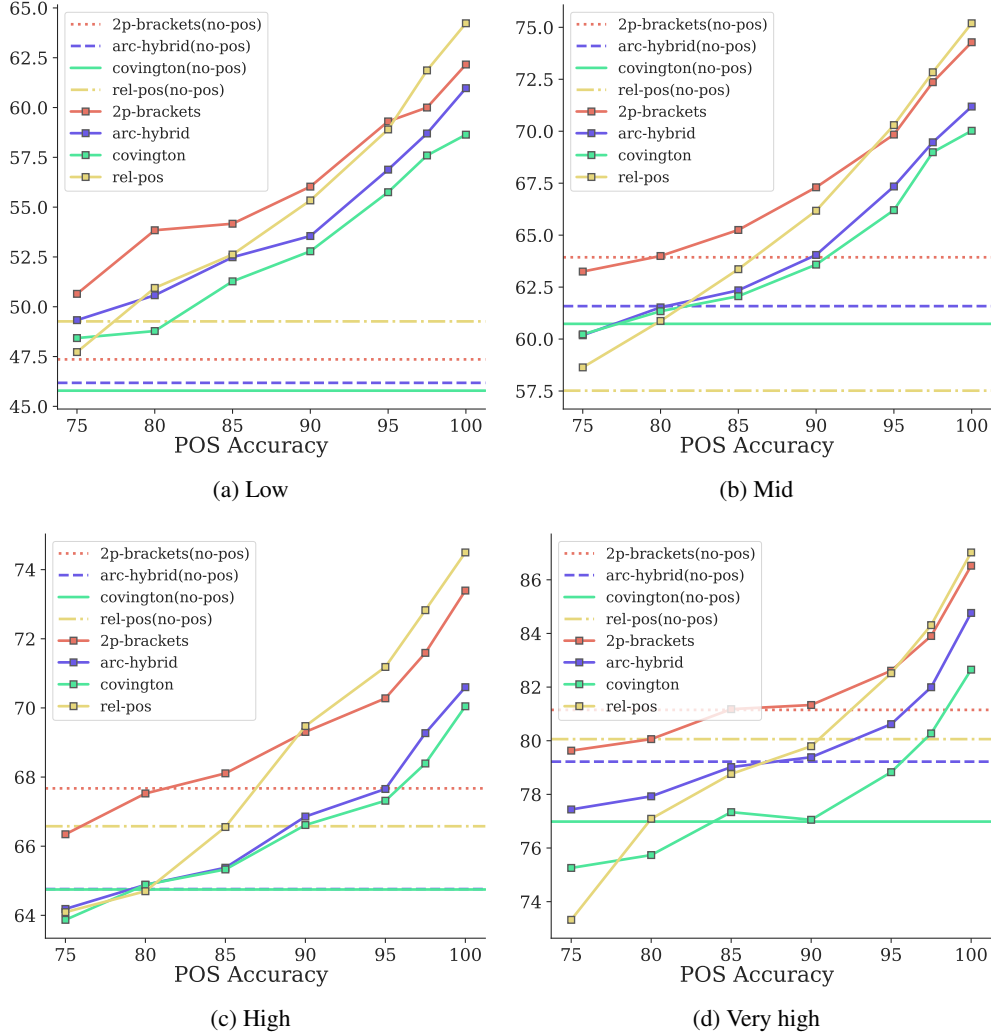 65.0
62.5
60.0
57.5
55.0
52.5
50.0
47.5
45.0
2p-brackets(no-pos)
arc-hybrid(no-pos)
covington(no-pos)
rel-pos(no-pos)
2p-brackets
arc-hybrid
covington
rel-pos
75 80 85 90 95 100
POS Accuracy
(a) Low
75.0
72.5
70.0
67.5
65.0
62.5
60.0
57.5
2p-brackets(no-pos)
arc-hybrid(no-pos)
covington(no-pos)
rel-pos(no-pos)
2p-brackets
arc-hybrid
covington
rel-pos
75 80 85 90 95 100
POS Accuracy
(b) Mid
74
72
70
68
66
64
2p-brackets(no-pos)
arc-hybrid(no-pos)
covington(no-pos)
rel-pos(no-pos)
2p-brackets
arc-hybrid
covington
rel-pos
75 80 85 90 95 100
POS Accuracy
(c) High
86
84
82
80
78
76
74
2p-brackets(no-pos)
arc-hybrid(no-pos)
covington(no-pos)
rel-pos(no-pos)
2p-brackets
arc-hybrid
covington
rel-pos
75 80 85 90 95 100
POS Accuracy
(d) Very high